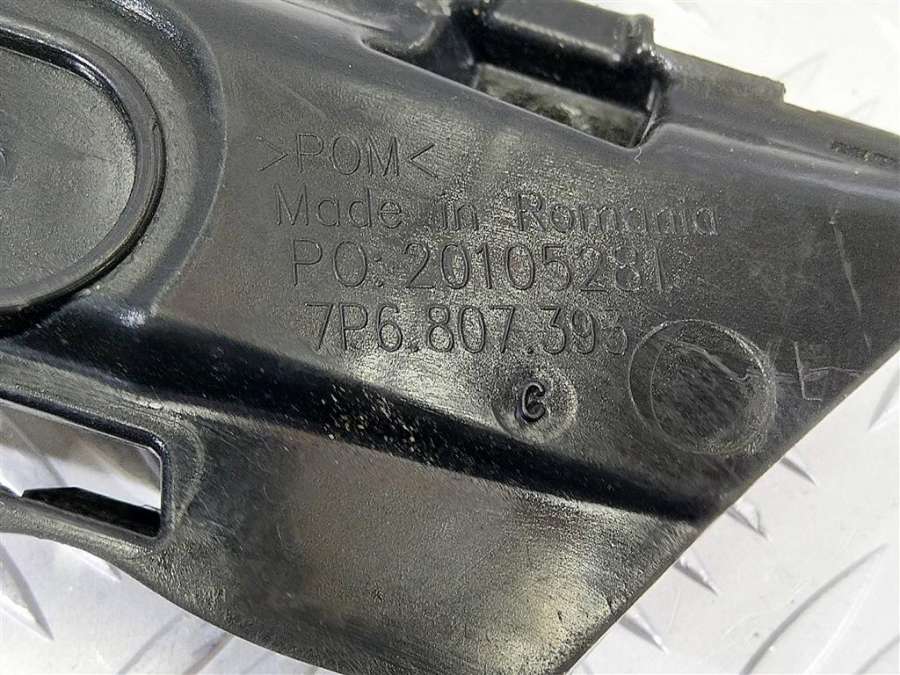 >POM<
Made in Romania
PO: 20105281
7P6.807.393
C